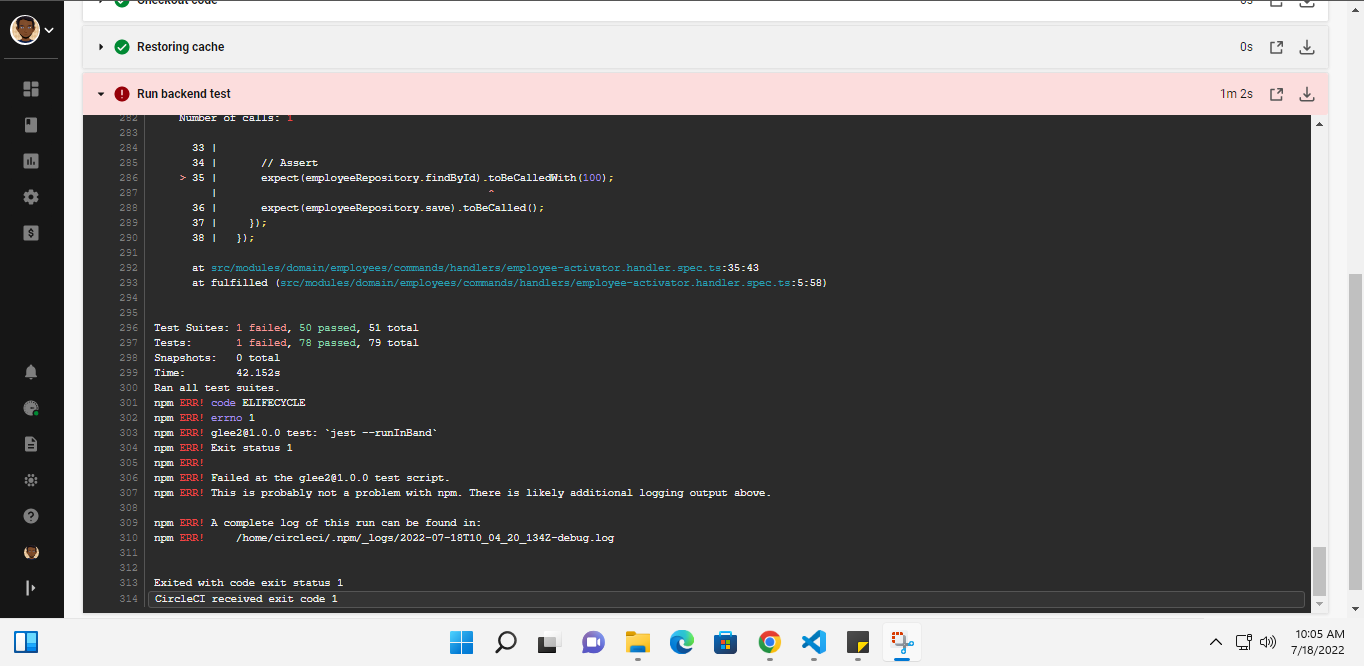 Checkout code 0s
Restoring cache 0s
Run backend test 1m 2s
282 Number of calls: 1
283
284 33 |
285 34 | // Assert
286 > 35 | expect(employeeRepository.findById).toBeCalledWith(100);
287 | ^
288 36 | expect(employeeRepository.save).toBeCalled();
289 37 | });
290 38 | });
291
292 at src/modules/domain/employees/commands/handlers/employee-activator.handler.spec.ts:35:43
293 at fulfilled (src/modules/domain/employees/commands/handlers/employee-activator.handler.spec.ts:5:58)
294
295
296 Test Suites: 1 failed, 50 passed, 51 total
297 Tests: 1 failed, 78 passed, 79 total
298 Snapshots: 0 total
299 Time: 42.152s
300 Ran all test suites.
301 npm ERR! code ELIFECYCLE
302 npm ERR! errno 1
303 npm ERR! glee2@1.0.0 test: `jest --runInBand`
304 npm ERR! Exit status 1
305 npm ERR!
306 npm ERR! Failed at the glee2@1.0.0 test script.
307 npm ERR! This is probably not a problem with npm. There is likely additional logging output above.
308
309 npm ERR! A complete log of this run can be found in:
310 npm ERR! /home/circleci/.npm/_logs/2022-07-18T10_04_20_134Z-debug.log
311
312
313 Exited with code exit status 1
314 CircleCI received exit code 1
10:05 AM
7/18/2022